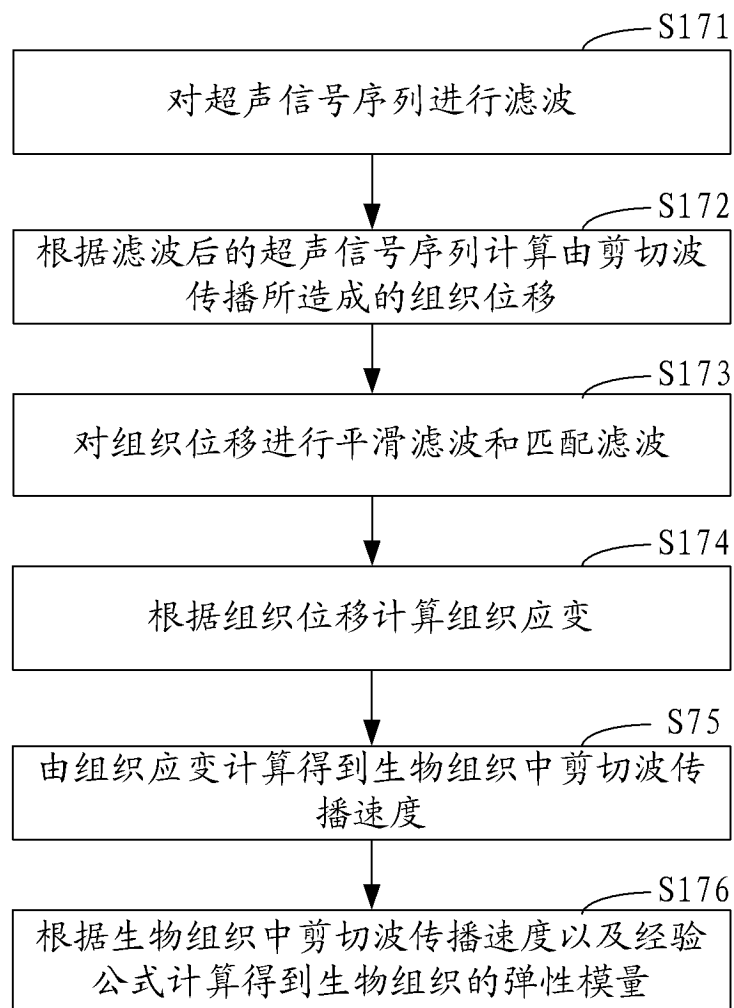 S171
对超声信号序列进行滤波
S172
根据滤波后的超声信号序列计算由剪切波
传播所造成的组织位移
S173
对组织位移进行平滑滤波和匹配滤波
S174
根据组织位移计算组织应变
S75
由组织应变计算得到生物组织中剪切波传
播速度
S176
根据生物组织中剪切波传播速度以及经验
公式计算得到生物组织的弹性模量